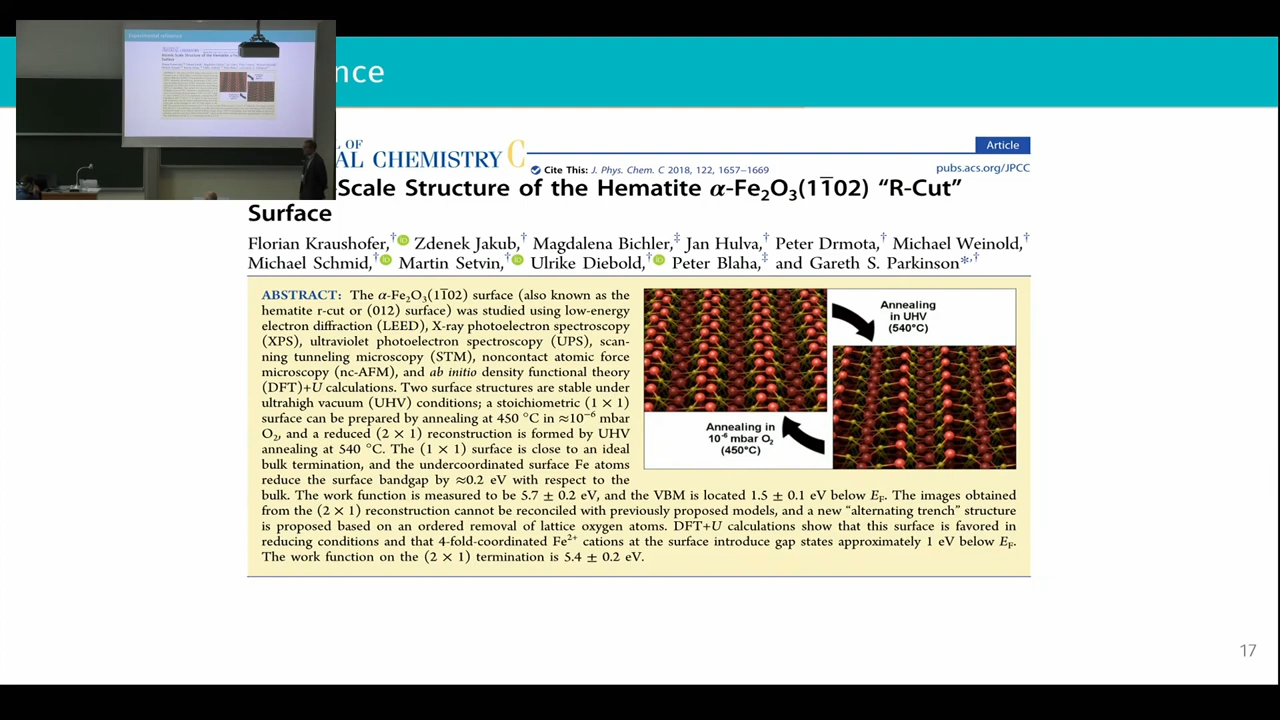 Experimental reference
ence
L OF
AL CHEMISTRY C
Article
Cite This: J. Phys. Chem. C 2018, 122, 1657−1669
pubs.acs.org/JPCC
Scale Structure of the Hematite α-Fe₂O₃(11̅02) “R-Cut”
Surface
Florian Kraushofer,† Zdenek Jakub,† Magdalena Bichler,‡ Jan Hulva,† Peter Drmota,† Michael Weinold,†
Michael Schmid,† Martin Setvin,† Ulrike Diebold,† Peter Blaha,‡ and Gareth S. Parkinson*,†
ABSTRACT: The α-Fe₂O₃(11̅02) surface (also known as the
hematite r-cut or (012) surface) was studied using low-energy
electron diffraction (LEED), X-ray photoelectron spectroscopy
(XPS), ultraviolet photoelectron spectroscopy (UPS), scan-
ning tunneling microscopy (STM), noncontact atomic force
microscopy (nc-AFM), and ab initio density functional theory
(DFT)+U calculations. Two surface structures are stable under
ultrahigh vacuum (UHV) conditions; a stoichiometric (1 × 1)
surface can be prepared by annealing at 450 °C in ≈10⁻⁶ mbar
O₂, and a reduced (2 × 1) reconstruction is formed by UHV
annealing at 540 °C. The (1 × 1) surface is close to an ideal
bulk termination, and the undercoordinated surface Fe atoms
reduce the surface bandgap by ≈0.2 eV with respect to the
bulk. The work function is measured to be 5.7 ± 0.2 eV, and the VBM is located 1.5 ± 0.1 eV below E_F. The images obtained
from the (2 × 1) reconstruction cannot be reconciled with previously proposed models, and a new “alternating trench” structure
is proposed based on an ordered removal of lattice oxygen atoms. DFT+U calculations show that this surface is favored in
reducing conditions and that 4-fold-coordinated Fe²⁺ cations at the surface introduce gap states approximately 1 eV below E_F.
The work function on the (2 × 1) termination is 5.4 ± 0.2 eV.
Annealing
in UHV
(540°C)
Annealing in
10⁻⁶ mbar O₂
(450°C)
17